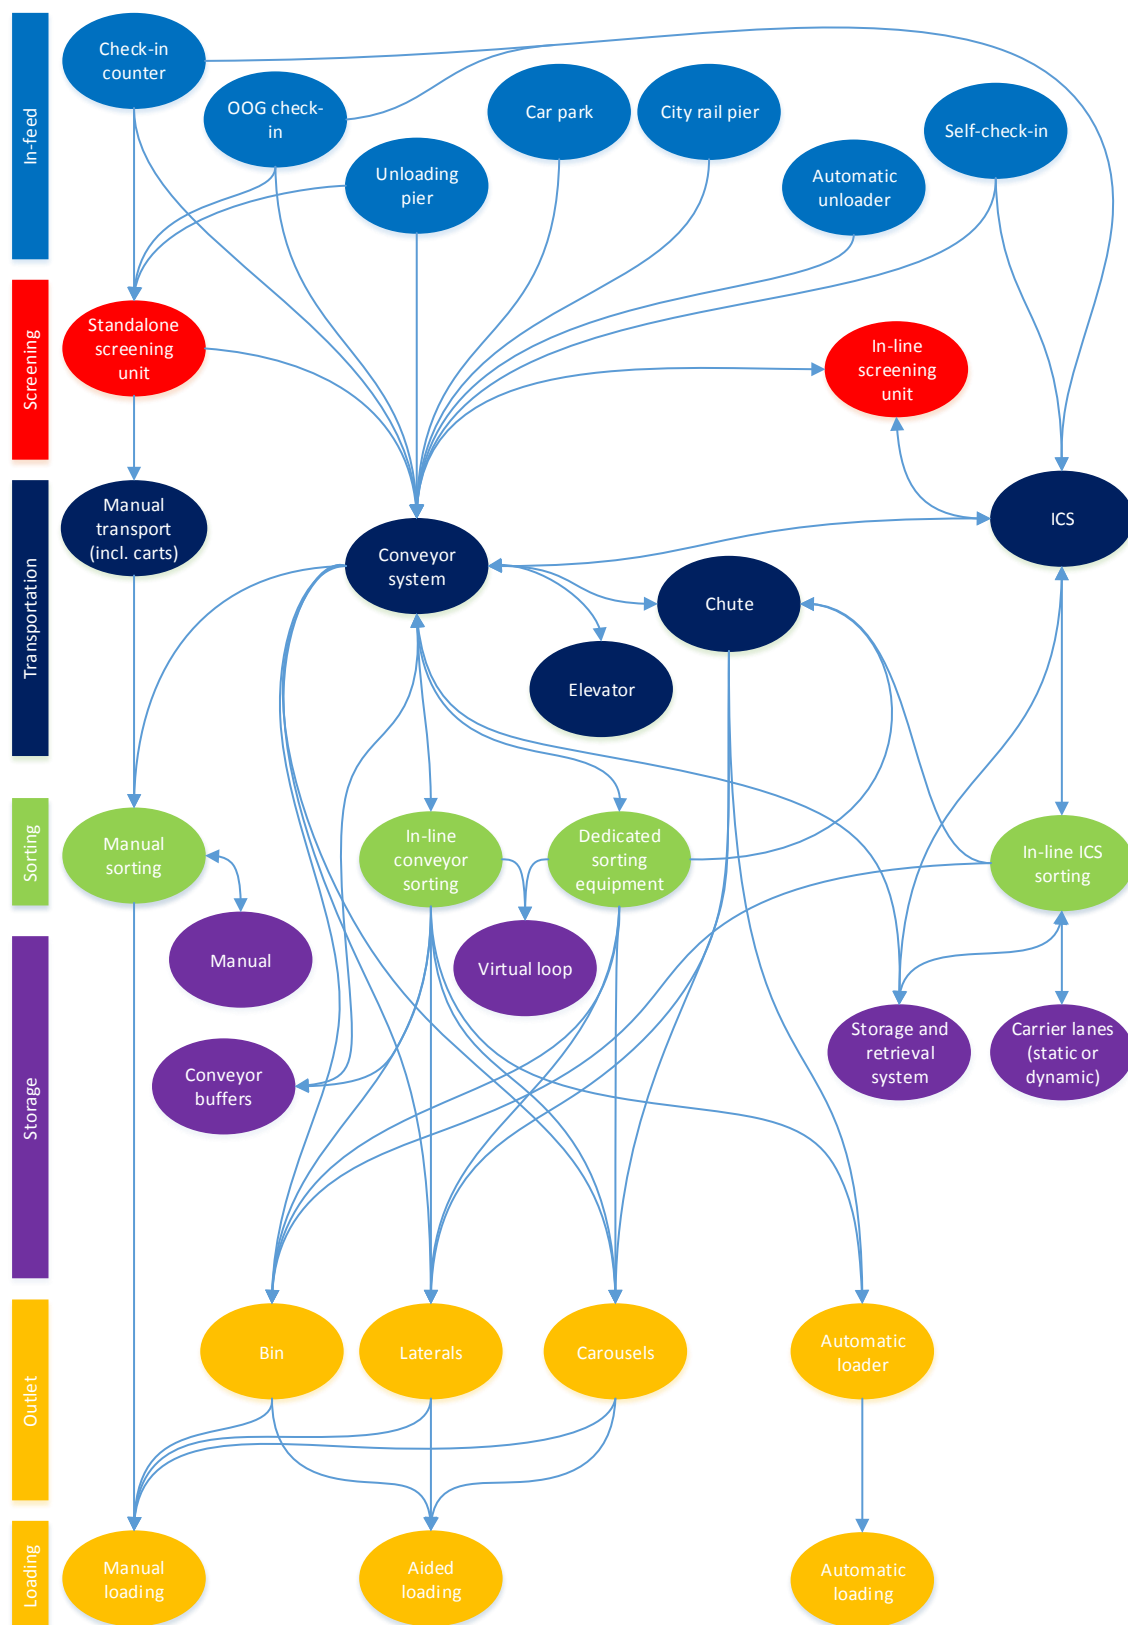 In-feed
Check-in
counter
OOG check-
in
Unloading
pier
Car park
City rail pier
Automatic
unloader
Self-check-in
Screening
Standalone
screening
unit
In-line
screening
unit
Transportation
Manual
transport
(incl. carts)
Conveyor
system
Elevator
Chute
ICS
Sorting
Manual
sorting
In-line
conveyor
sorting
Dedicated
sorting
equipment
In-line ICS
sorting
Storage
Manual
Conveyor
buffers
Virtual loop
Storage and
retrieval
system
Carrier lanes
(static or
dynamic)
Outlet
Bin
Laterals
Carousels
Automatic
loader
Loading
Manual
loading
Aided
loading
Automatic
loading